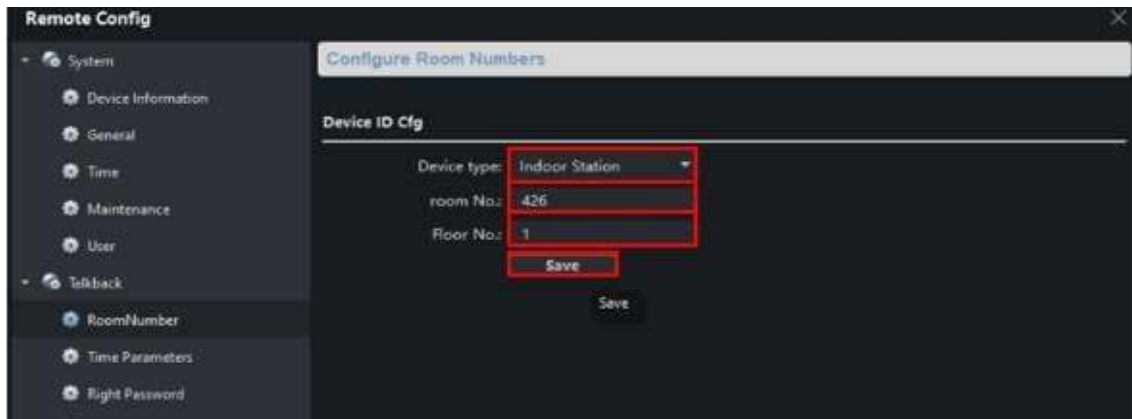 Remote Config
System
Device Information
General
Time
Maintenance
User
Talkback
RoomNumber
Time Parameters
Right Password
Configure Room Numbers
Device ID Cfg
Device type: Indoor Station
room No.: 426
Floor No.: 1
Save
Save